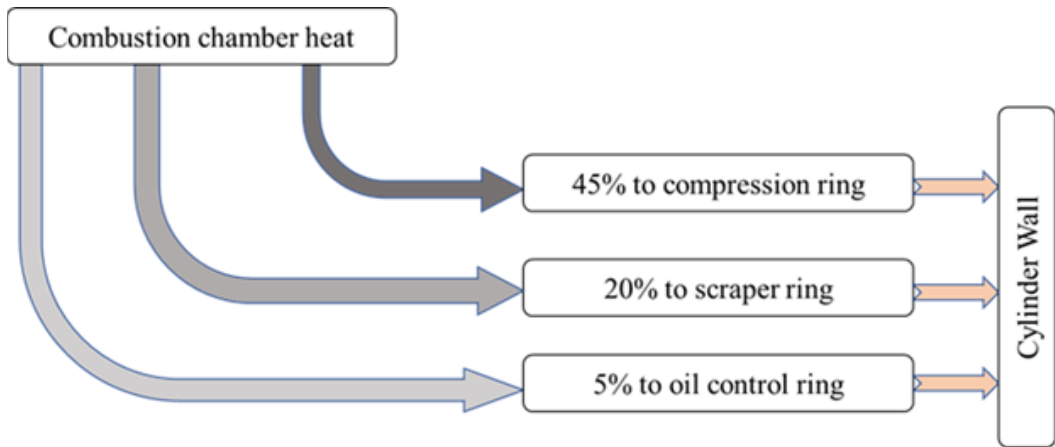 Combustion chamber heat
45% to compression ring
20% to scraper ring
5% to oil control ring
Cylinder Wall